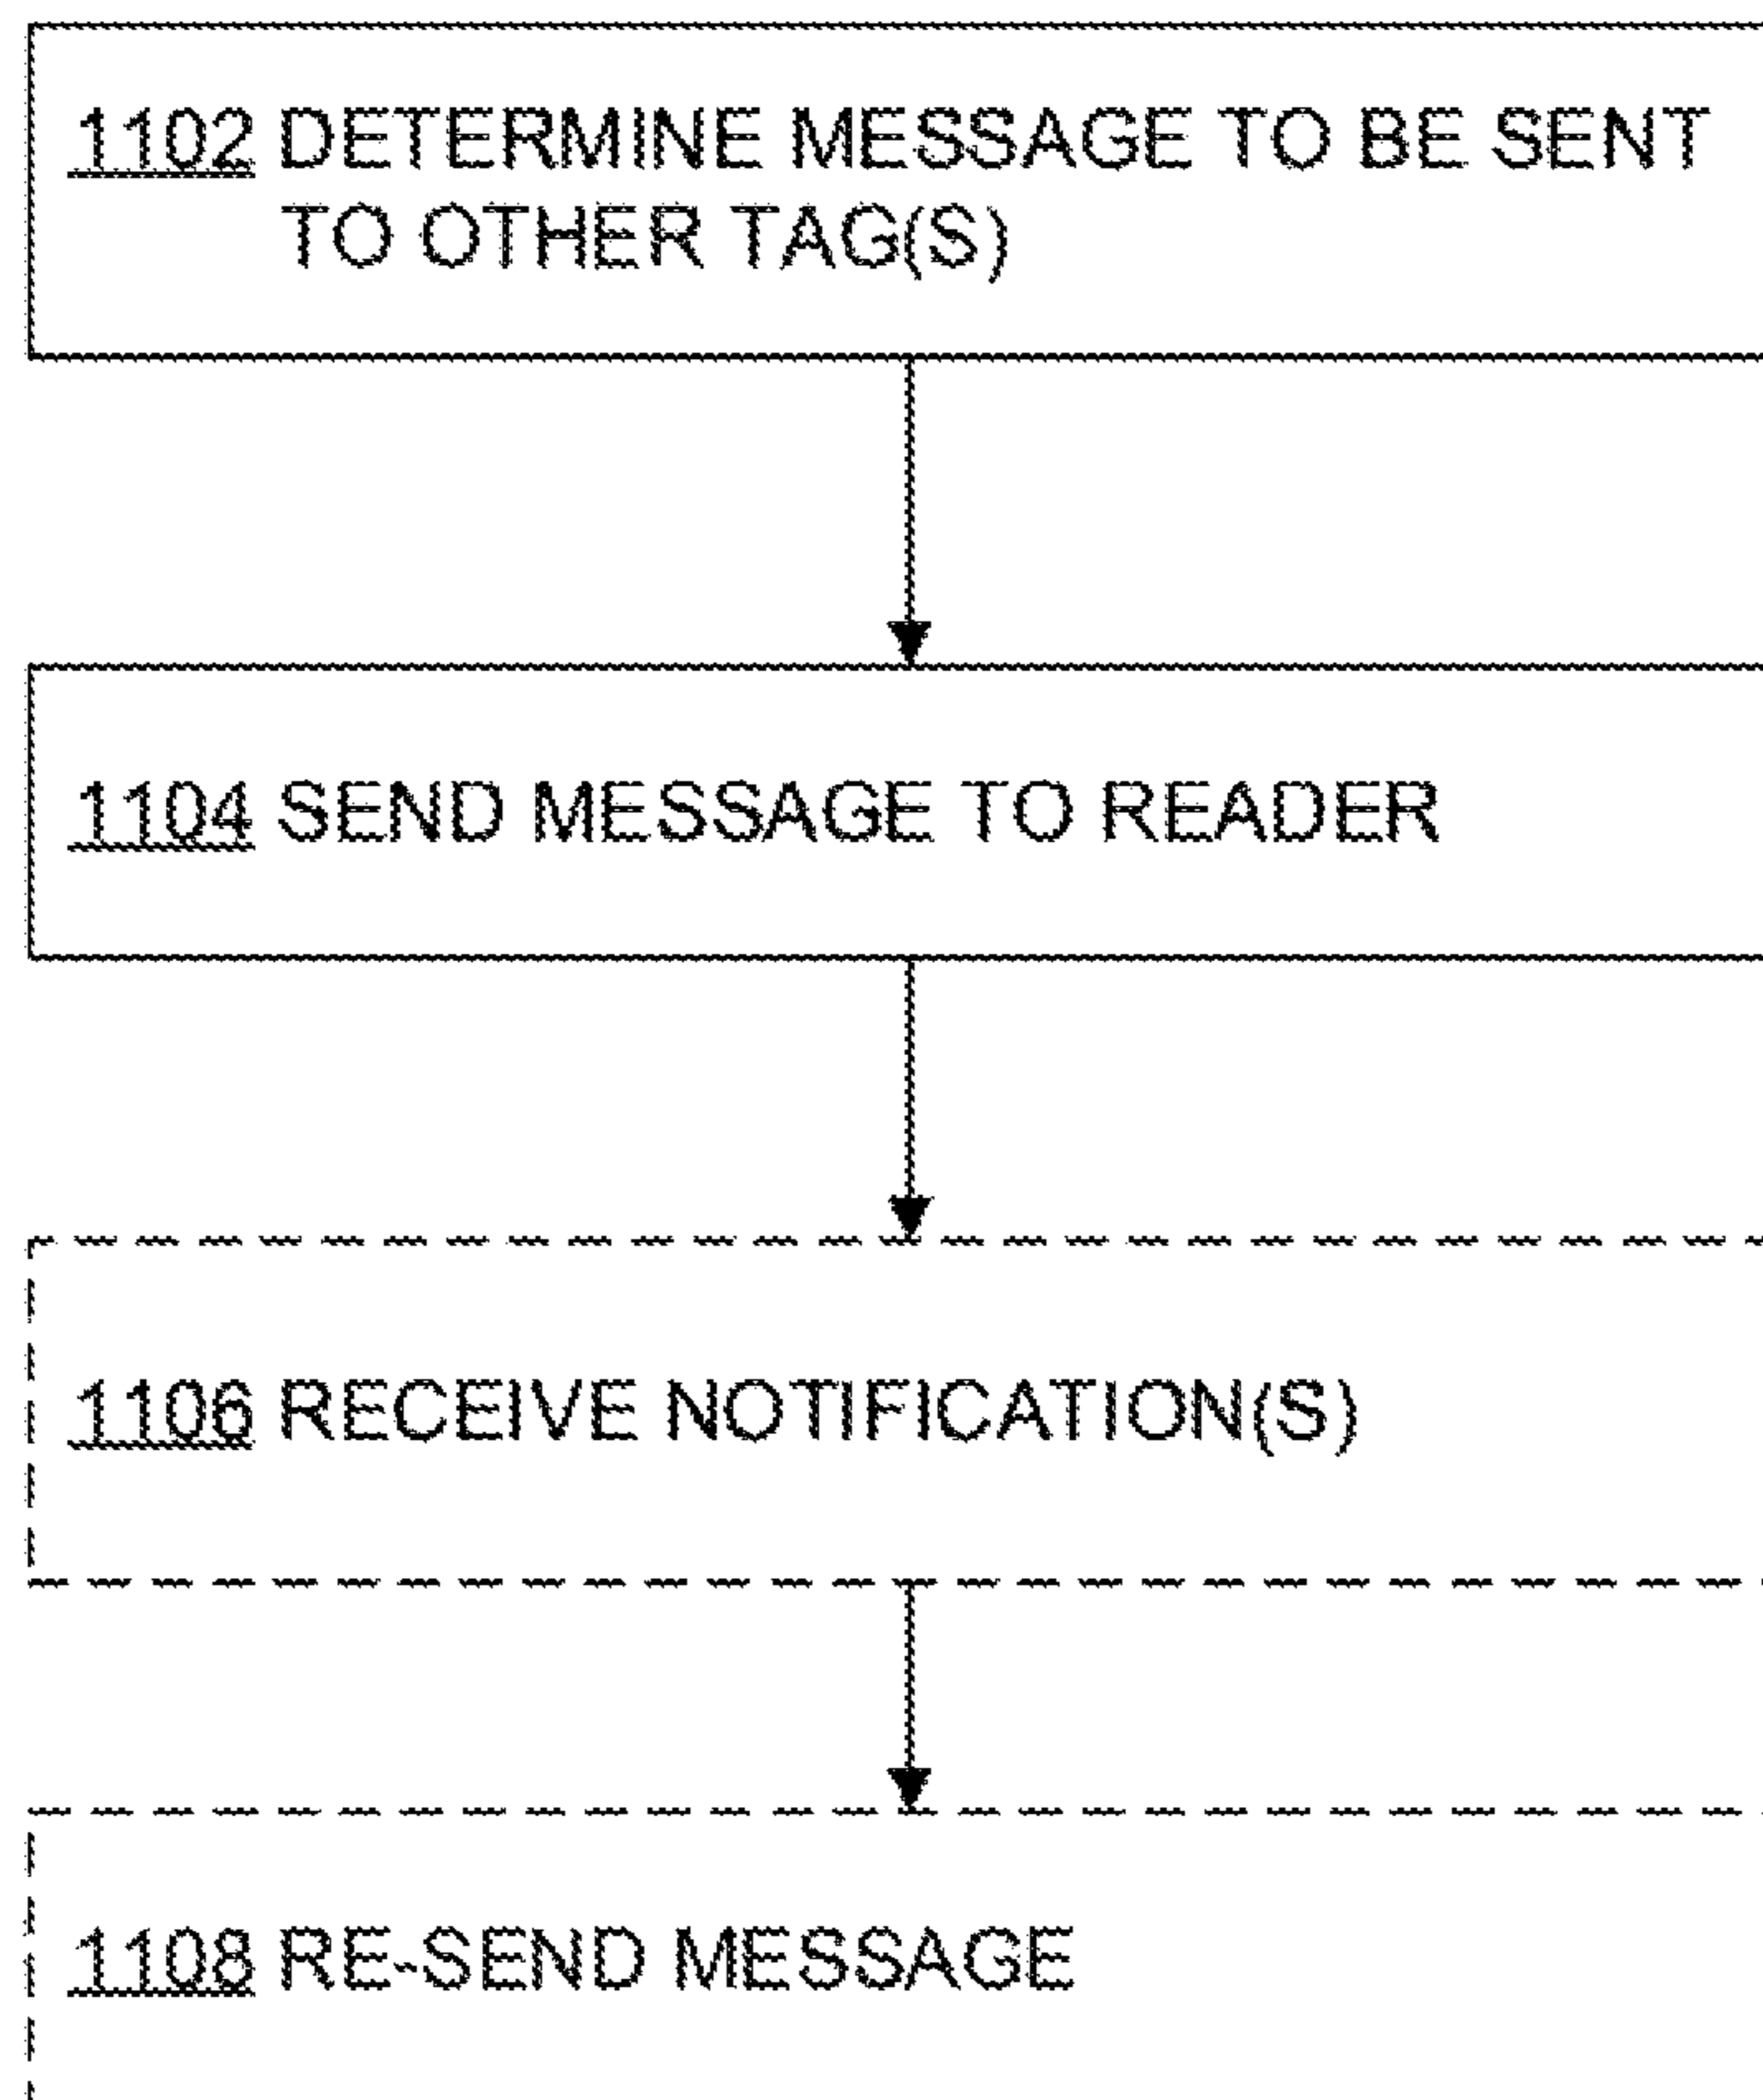 1102 DETERMINE MESSAGE TO BE SENT
TO OTHER TAG(S)
1104 SEND MESSAGE TO READER
1106 RECEIVE NOTIFICATION(S)
1108 RE-SEND MESSAGE